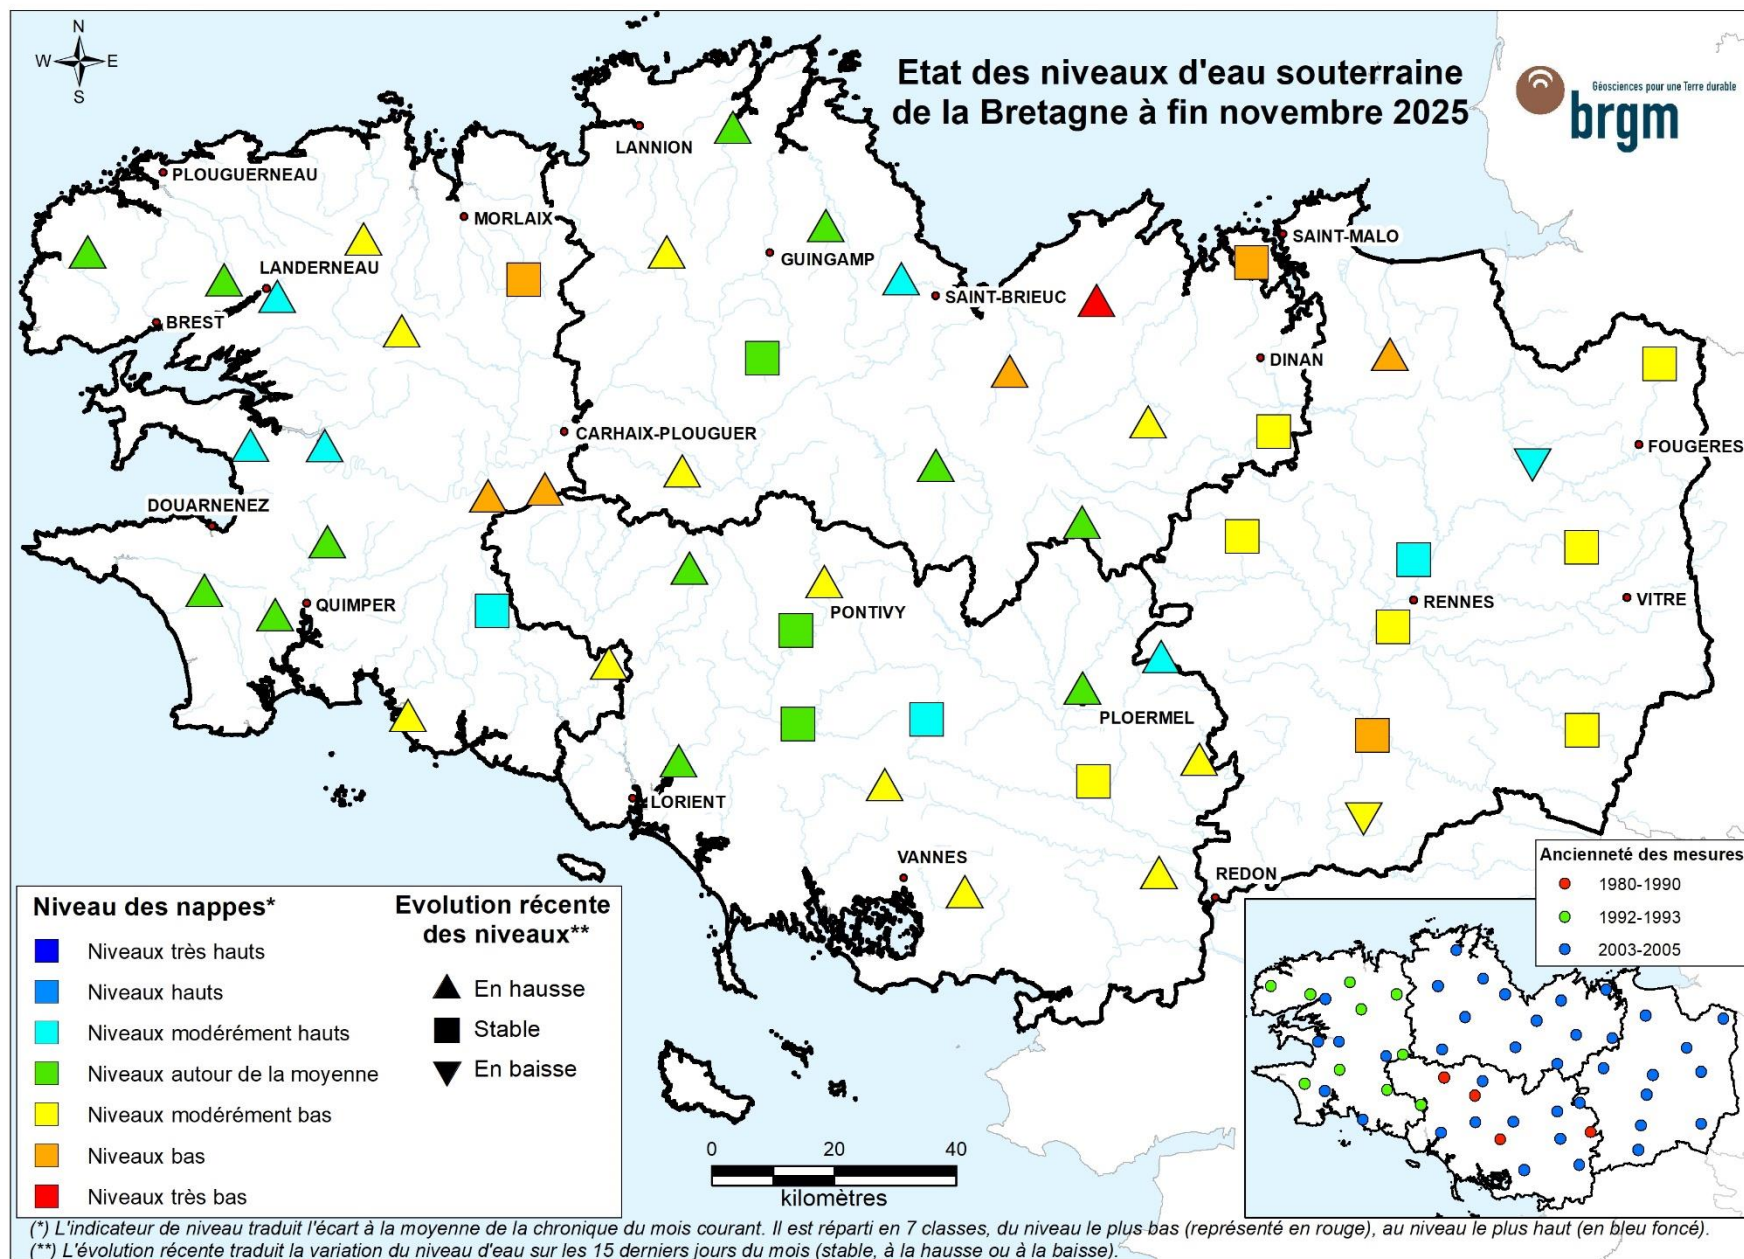 N
W
E
S
Etat des niveaux d'eau souterraine
de la Bretagne à fin novembre 2025
Géosciences pour une Terre durable
brgm
LANNION
PLOUGUERNEAU
MORLAIX
SAINT-MALO
GUINGAMP
LANDERNEAU
SAINT-BRIEUC
BREST
DINAN
CARHAIX-PLOUGUER
FOUGERES
DOUARNENEZ
QUIMPER
PONTIVY
RENNES
VITRE
PLOERMEL
LORIENT
VANNES
REDON
Niveau des nappes*
Niveaux très hauts
Niveaux hauts
Niveaux modérément hauts
Niveaux autour de la moyenne
Niveaux modérément bas
Niveaux bas
Niveaux très bas
Evolution récente
des niveaux**
En hausse
Stable
En baisse
0 20 40
kilomètres
Ancienneté des mesures
1980-1990
1992-1993
2003-2005
(*) L'indicateur de niveau traduit l'écart à la moyenne de la chronique du mois courant. Il est réparti en 7 classes, du niveau le plus bas (représenté en rouge), au niveau le plus haut (en bleu foncé).
(**) L'évolution récente traduit la variation du niveau d'eau sur les 15 derniers jours du mois (stable, à la hausse ou à la baisse).